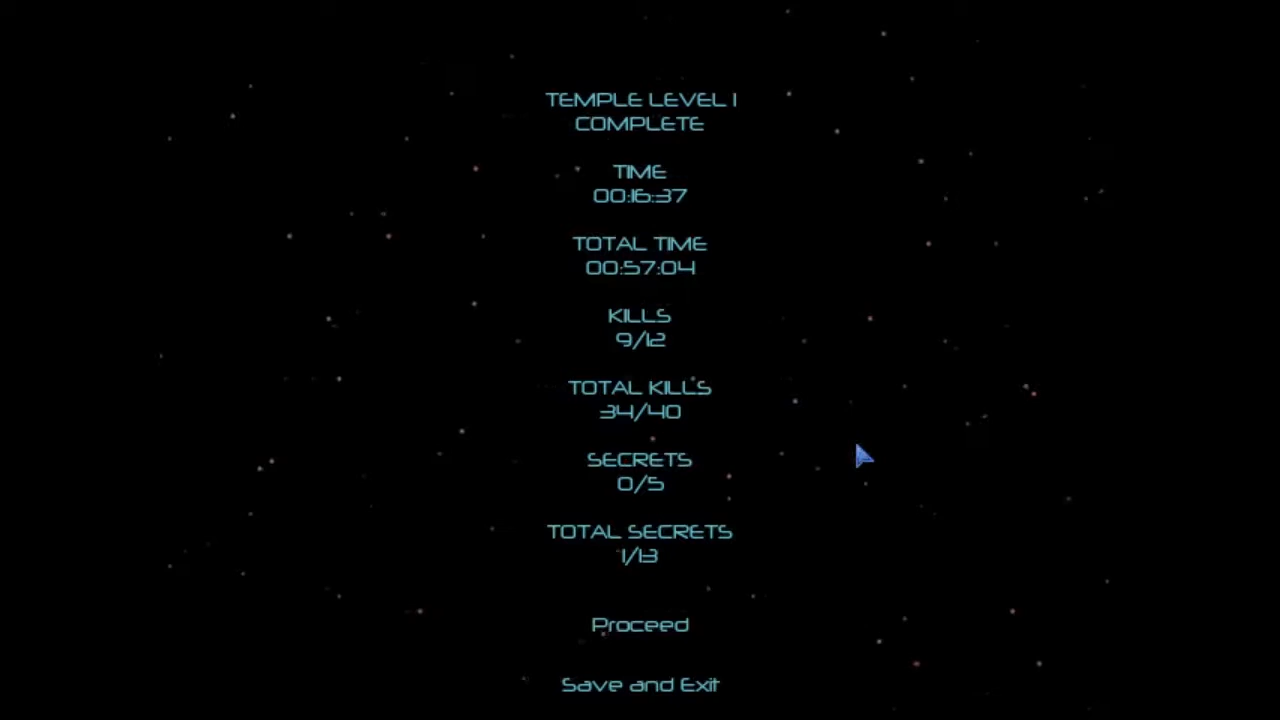 TEMPLE LEVEL 1
COMPLETE
TIME
00:16:37
TOTAL TIME
00:57:04
KILLS
9/12
TOTAL KILLS
34/40
SECRETS
0/5
TOTAL SECRETS
1/13
Proceed
Save and Exit